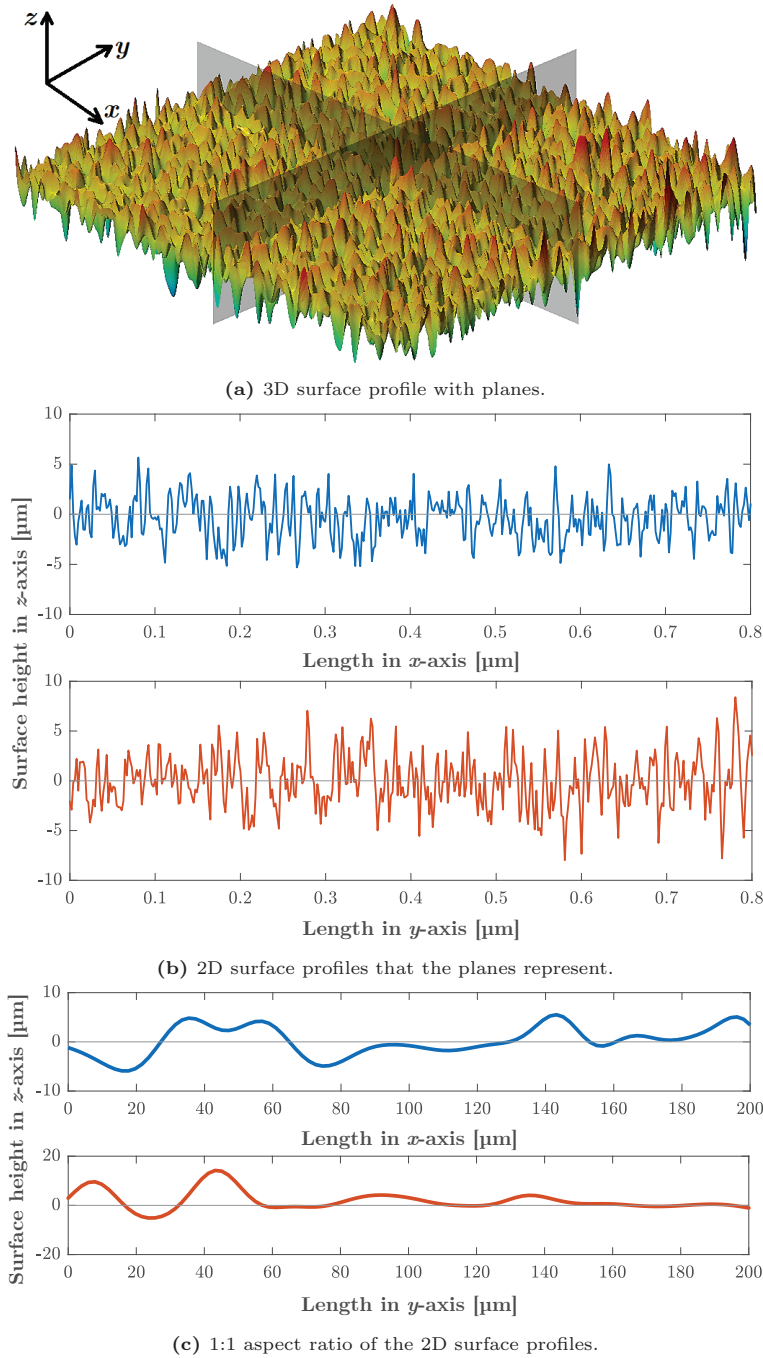 z
y
x
(a) 3D surface profile with planes.
Surface height in z-axis [µm]
10
5
0
-5
-10
0 0.1 0.2 0.3 0.4 0.5 0.6 0.7 0.8
Length in x-axis [µm]
10
5
0
-5
-10
0 0.1 0.2 0.3 0.4 0.5 0.6 0.7 0.8
Length in y-axis [µm]
(b) 2D surface profiles that the planes represent.
Surface height in z-axis [µm]
10
0
-10
0 20 40 60 80 100 120 140 160 180 200
Length in x-axis [µm]
20
0
-20
0 20 40 60 80 100 120 140 160 180 200
Length in y-axis [µm]
(c) 1:1 aspect ratio of the 2D surface profiles.